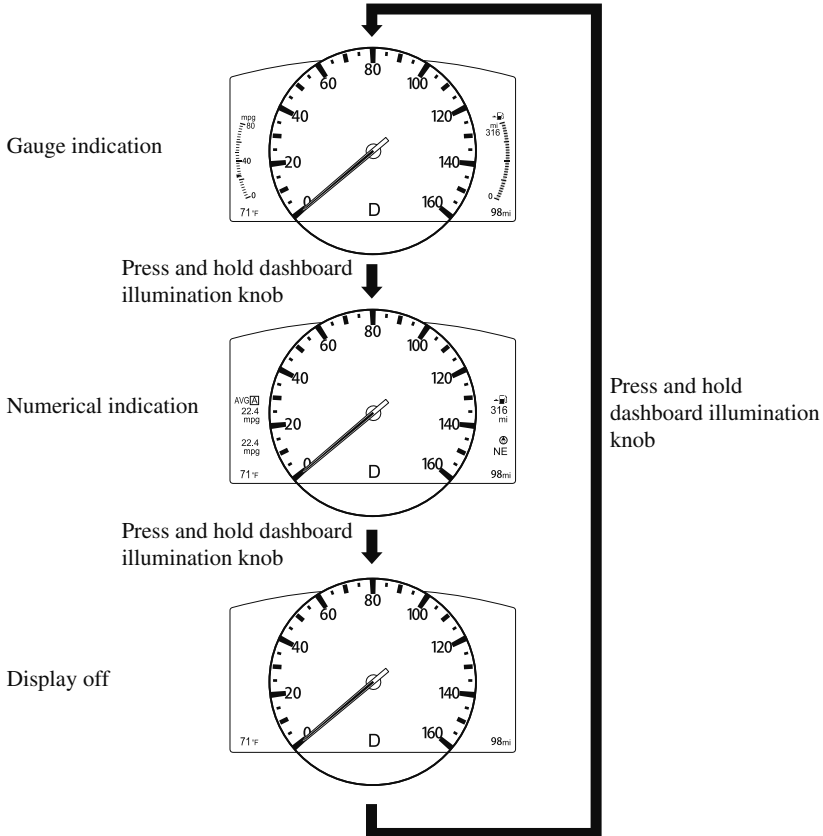 80
60
100
mpg
80
mi
316
40
120
Gauge indication
40
20
140
0
0
160
0
71°F
D
98mi
Press and hold dashboard
illumination knob
80
60
100
40
120
AVG A
22.4
mpg
316
mi
Numerical indication
20
140
22.4
mpg
NE
0
160
71°F
D
98mi
Press and hold
dashboard illumination
knob
Press and hold dashboard
illumination knob
80
60
100
40
120
Display off
20
140
0
160
71°F
D
98mi